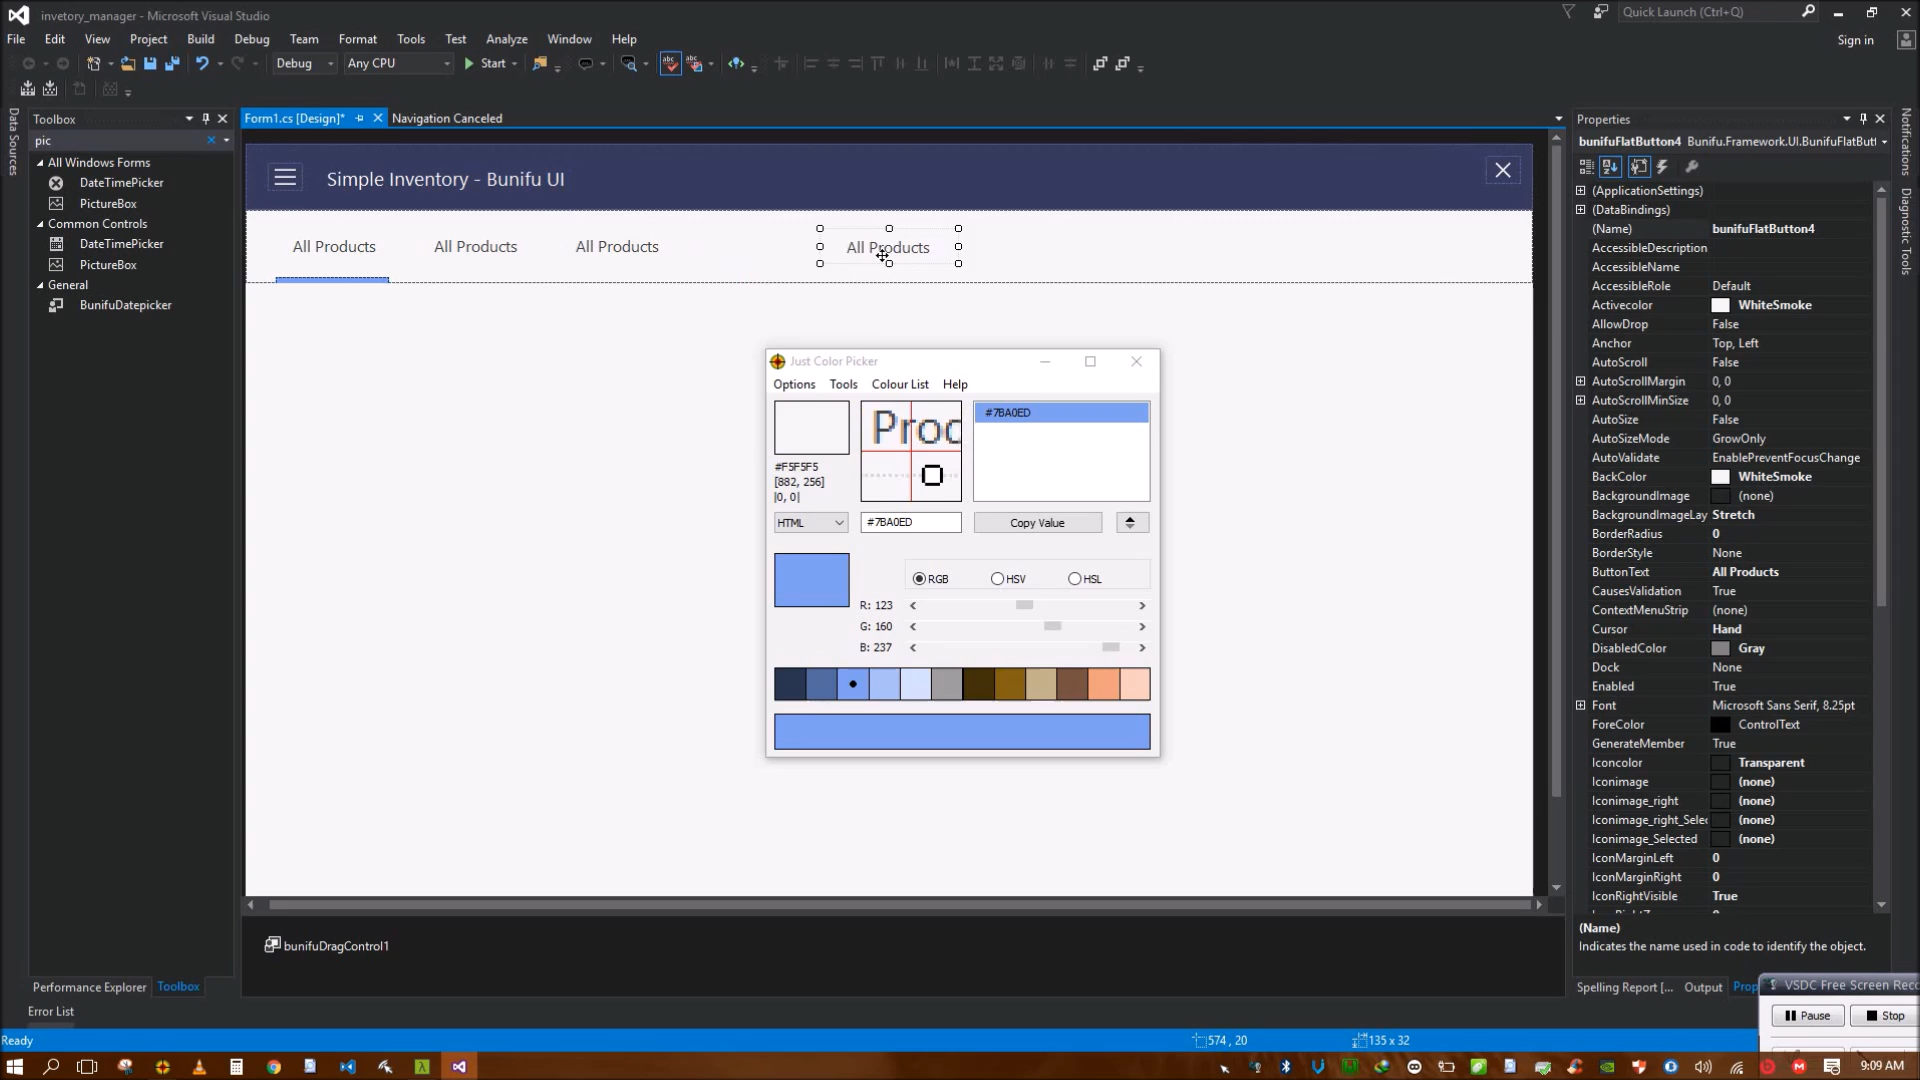 invetory_manager - Microsoft Visual Studio
Quick Launch (Ctrl+Q)
File Edit View Project Build Debug Team Format Tools Test Analyze Window Help
Sign in
Debug Any CPU Start
Data Sources
Toolbox
pic
All Windows Forms
DateTimePicker
PictureBox
Common Controls
DateTimePicker
PictureBox
General
BunifuDatepicker
Performance Explorer Toolbox
Form1.cs [Design]* Navigation Canceled
Simple Inventory - Bunifu UI
All Products All Products All Products All Products
Just Color Picker
Options Tools Colour List Help
Proc
#7BA0ED
#F5F5F5
[882, 256]
|0, 0|
HTML #7BA0ED Copy Value
RGB HSV HSL
R: 123
G: 160
B: 237
bunifuDragControl1
Properties
bunifuFlatButton4 Bunifu.Framework.UI.BunifuFlatButt
(ApplicationSettings)
(DataBindings)
(Name) bunifuFlatButton4
AccessibleDescription
AccessibleName
AccessibleRole Default
Activecolor WhiteSmoke
AllowDrop False
Anchor Top, Left
AutoScroll False
AutoScrollMargin 0, 0
AutoScrollMinSize 0, 0
AutoSize False
AutoSizeMode GrowOnly
AutoValidate EnablePreventFocusChange
BackColor WhiteSmoke
BackgroundImage (none)
BackgroundImageLay Stretch
BorderRadius 0
BorderStyle None
ButtonText All Products
CausesValidation True
ContextMenuStrip (none)
Cursor Hand
DisabledColor Gray
Dock None
Enabled True
Font Microsoft Sans Serif, 8.25pt
ForeColor ControlText
GenerateMember True
Iconcolor Transparent
Iconimage (none)
Iconimage_right (none)
Iconimage_right_Selec (none)
Iconimage_Selected (none)
IconMarginLeft 0
IconMarginRight 0
IconRightVisible True
(Name)
Indicates the name used in code to identify the object.
Spelling Report [... Output Prop
Notifications
Diagnostic Tools
VSDC Free Screen Reco
Pause Stop
Error List
Ready 574 , 20 135 x 32
9:09 AM